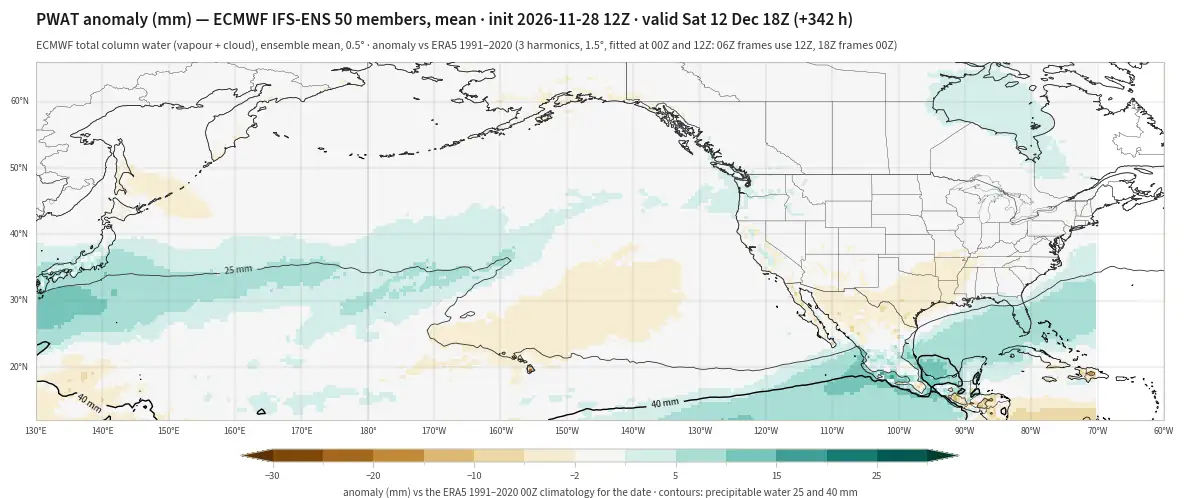 PWAT anomaly (mm) — ECMWF IFS-ENS 50 members, mean · init 2026-11-28 12Z · valid Sat 12 Dec 18Z (+342 h)
ECMWF total column water (vapour + cloud), ensemble mean, 0.5° · anomaly vs ERA5 1991–2020 (3 harmonics, 1.5°, fitted at 00Z and 12Z: 06Z frames use 12Z, 18Z frames 00Z)
60°N
50°N
40°N
30°N
20°N
25 mm
40 mm
40 mm
130°E 140°E 150°E 160°E 170°E 180° 170°W 160°W 150°W 140°W 130°W 120°W 110°W 100°W 90°W 80°W 70°W 60°W
−30 −20 −10 −2 5 15 25
anomaly (mm) vs the ERA5 1991–2020 00Z climatology for the date · contours: precipitable water 25 and 40 mm